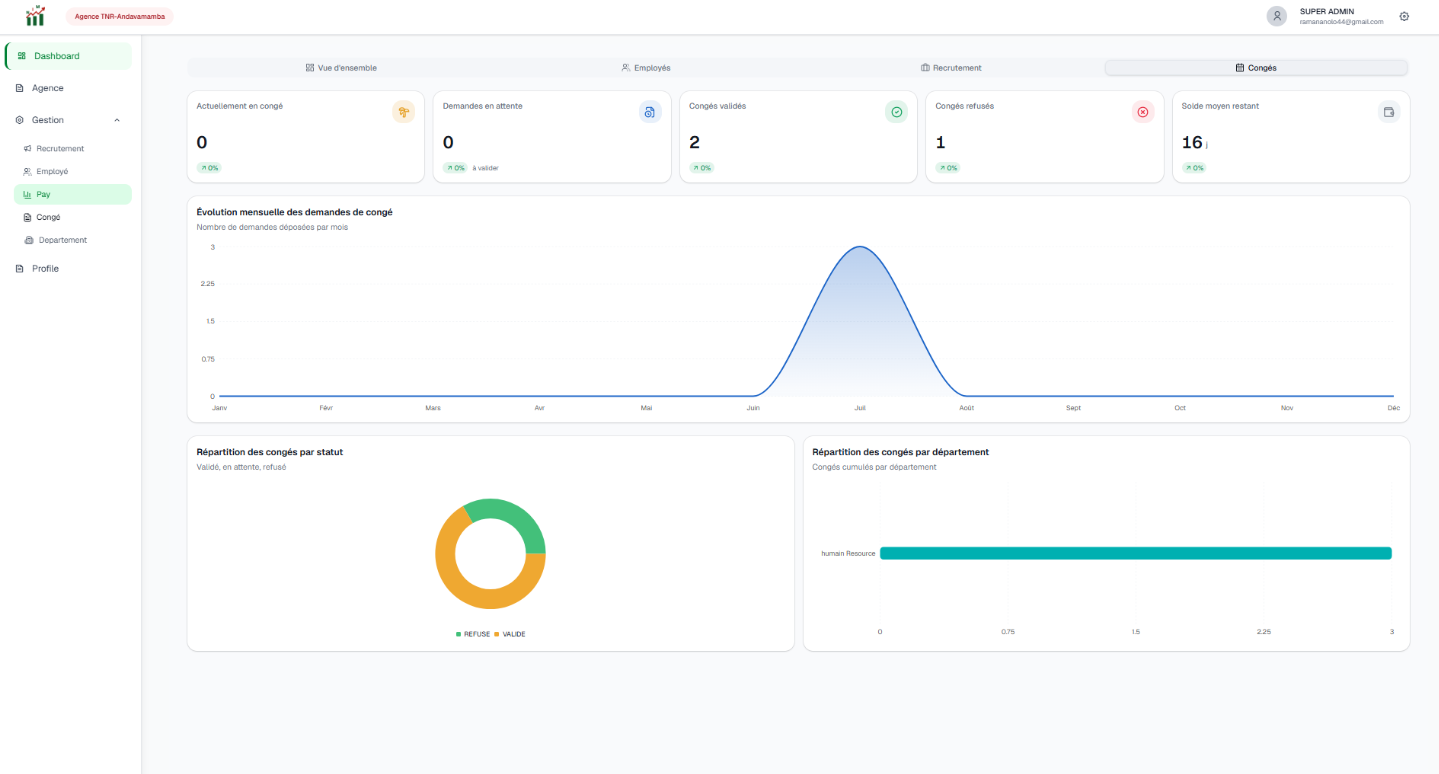 Agence TNR-Andavamamba
SUPER ADMIN
ramananolo44@gmail.com
Dashboard
Agence
Gestion
Recrutement
Employé
Pay
Congé
Departement
Profile
Vue d'ensemble
Employés
Recrutement
Congés
Actuellement en congé
0
0%
Demandes en attente
0
0% à valider
Congés validés
2
0%
Congés refusés
1
0%
Solde moyen restant
16 j
0%
Évolution mensuelle des demandes de congé
Nombre de demandes déposées par mois
3
2.25
1.5
0.75
0
Janv Févr Mars Avr Mai Juin Juil Août Sept Oct Nov Déc
Répartition des congés par statut
Validé, en attente, refusé
REFUSE VALIDE
Répartition des congés par département
Congés cumulés par département
humain Resource
0 0.75 1.5 2.25 3